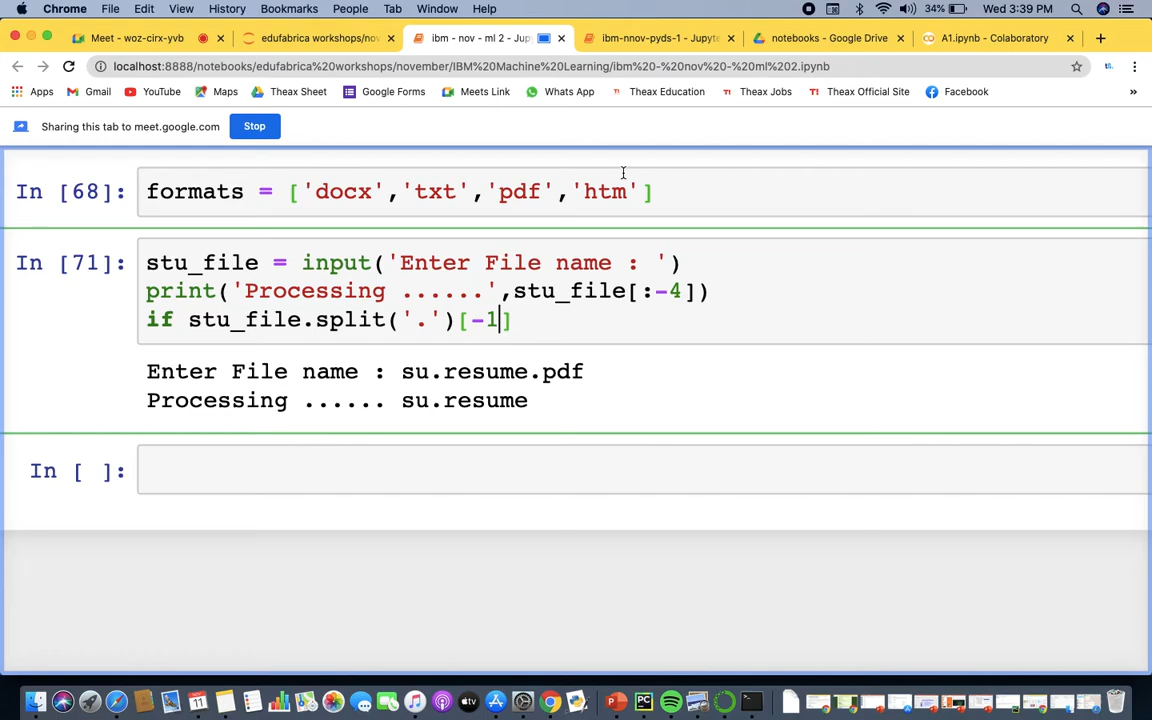 Chrome File Edit View History Bookmarks People Tab Window Help 34% Wed 3:39 PM
Meet - woz-cirx-yvb edufabrica workshops/nov ibm - nov - ml 2 - Jup ibm-nnov-pyds-1 - Jupyte notebooks - Google Drive A1.ipynb - Colaboratory
localhost:8888/notebooks/edufabrica%20workshops/november/IBM%20Machine%20Learning/ibm%20-%20nov%20-%20ml%202.ipynb
Apps Gmail YouTube Maps Theax Sheet Google Forms Meets Link Whats App Theax Education Theax Jobs Theax Official Site Facebook »
Sharing this tab to meet.google.com Stop
In [68]: formats = ['docx','txt','pdf','htm']
In [71]: stu_file = input('Enter File name : ')
print('Processing ......',stu_file[:-4])
if stu_file.split('.')[-1]
Enter File name : su.resume.pdf
Processing ...... su.resume
In [ ]: